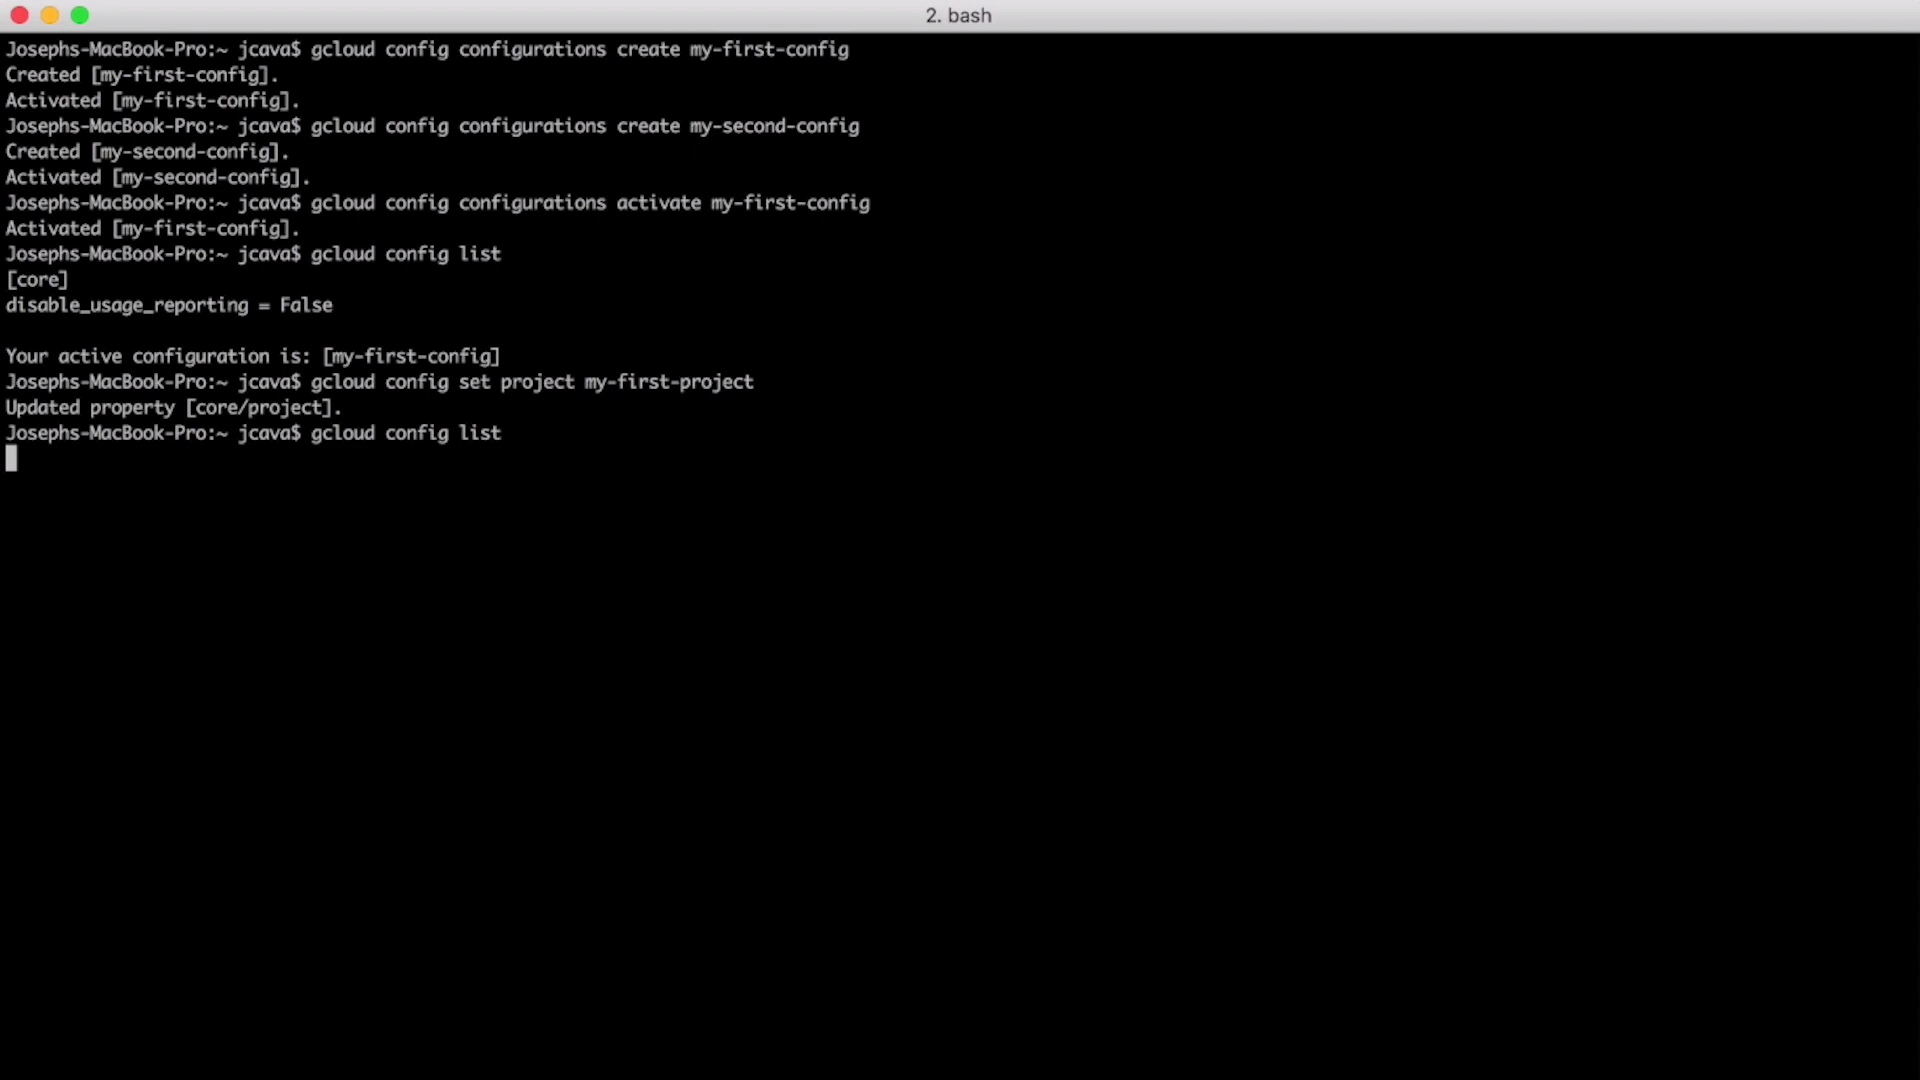 2. bash
Josephs-MacBook-Pro:~ jcava$ gcloud config configurations create my-first-config
Created [my-first-config].
Activated [my-first-config].
Josephs-MacBook-Pro:~ jcava$ gcloud config configurations create my-second-config
Created [my-second-config].
Activated [my-second-config].
Josephs-MacBook-Pro:~ jcava$ gcloud config configurations activate my-first-config
Activated [my-first-config].
Josephs-MacBook-Pro:~ jcava$ gcloud config list
[core]
disable_usage_reporting = False
Your active configuration is: [my-first-config]
Josephs-MacBook-Pro:~ jcava$ gcloud config set project my-first-project
Updated property [core/project].
Josephs-MacBook-Pro:~ jcava$ gcloud config list